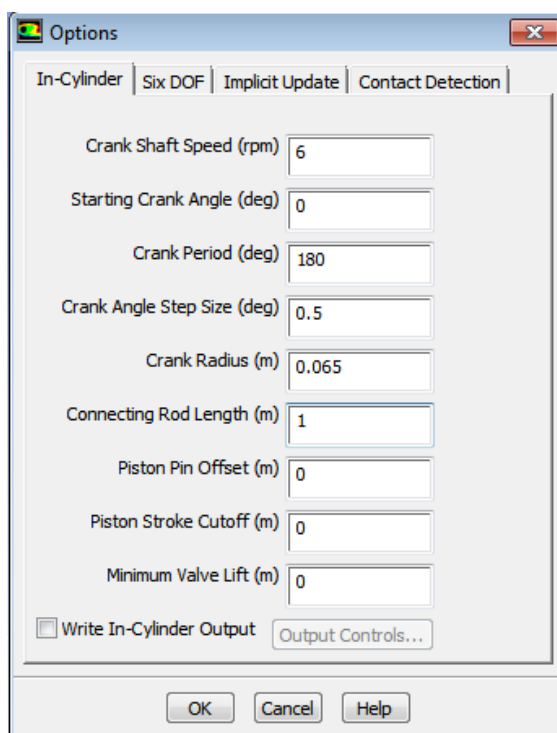 Options
In-Cylinder Six DOF Implicit Update Contact Detection
Crank Shaft Speed (rpm) 6
Starting Crank Angle (deg) 0
Crank Period (deg) 180
Crank Angle Step Size (deg) 0.5
Crank Radius (m) 0.065
Connecting Rod Length (m) 1
Piston Pin Offset (m) 0
Piston Stroke Cutoff (m) 0
Minimum Valve Lift (m) 0
Write In-Cylinder Output Output Controls...
OK Cancel Help